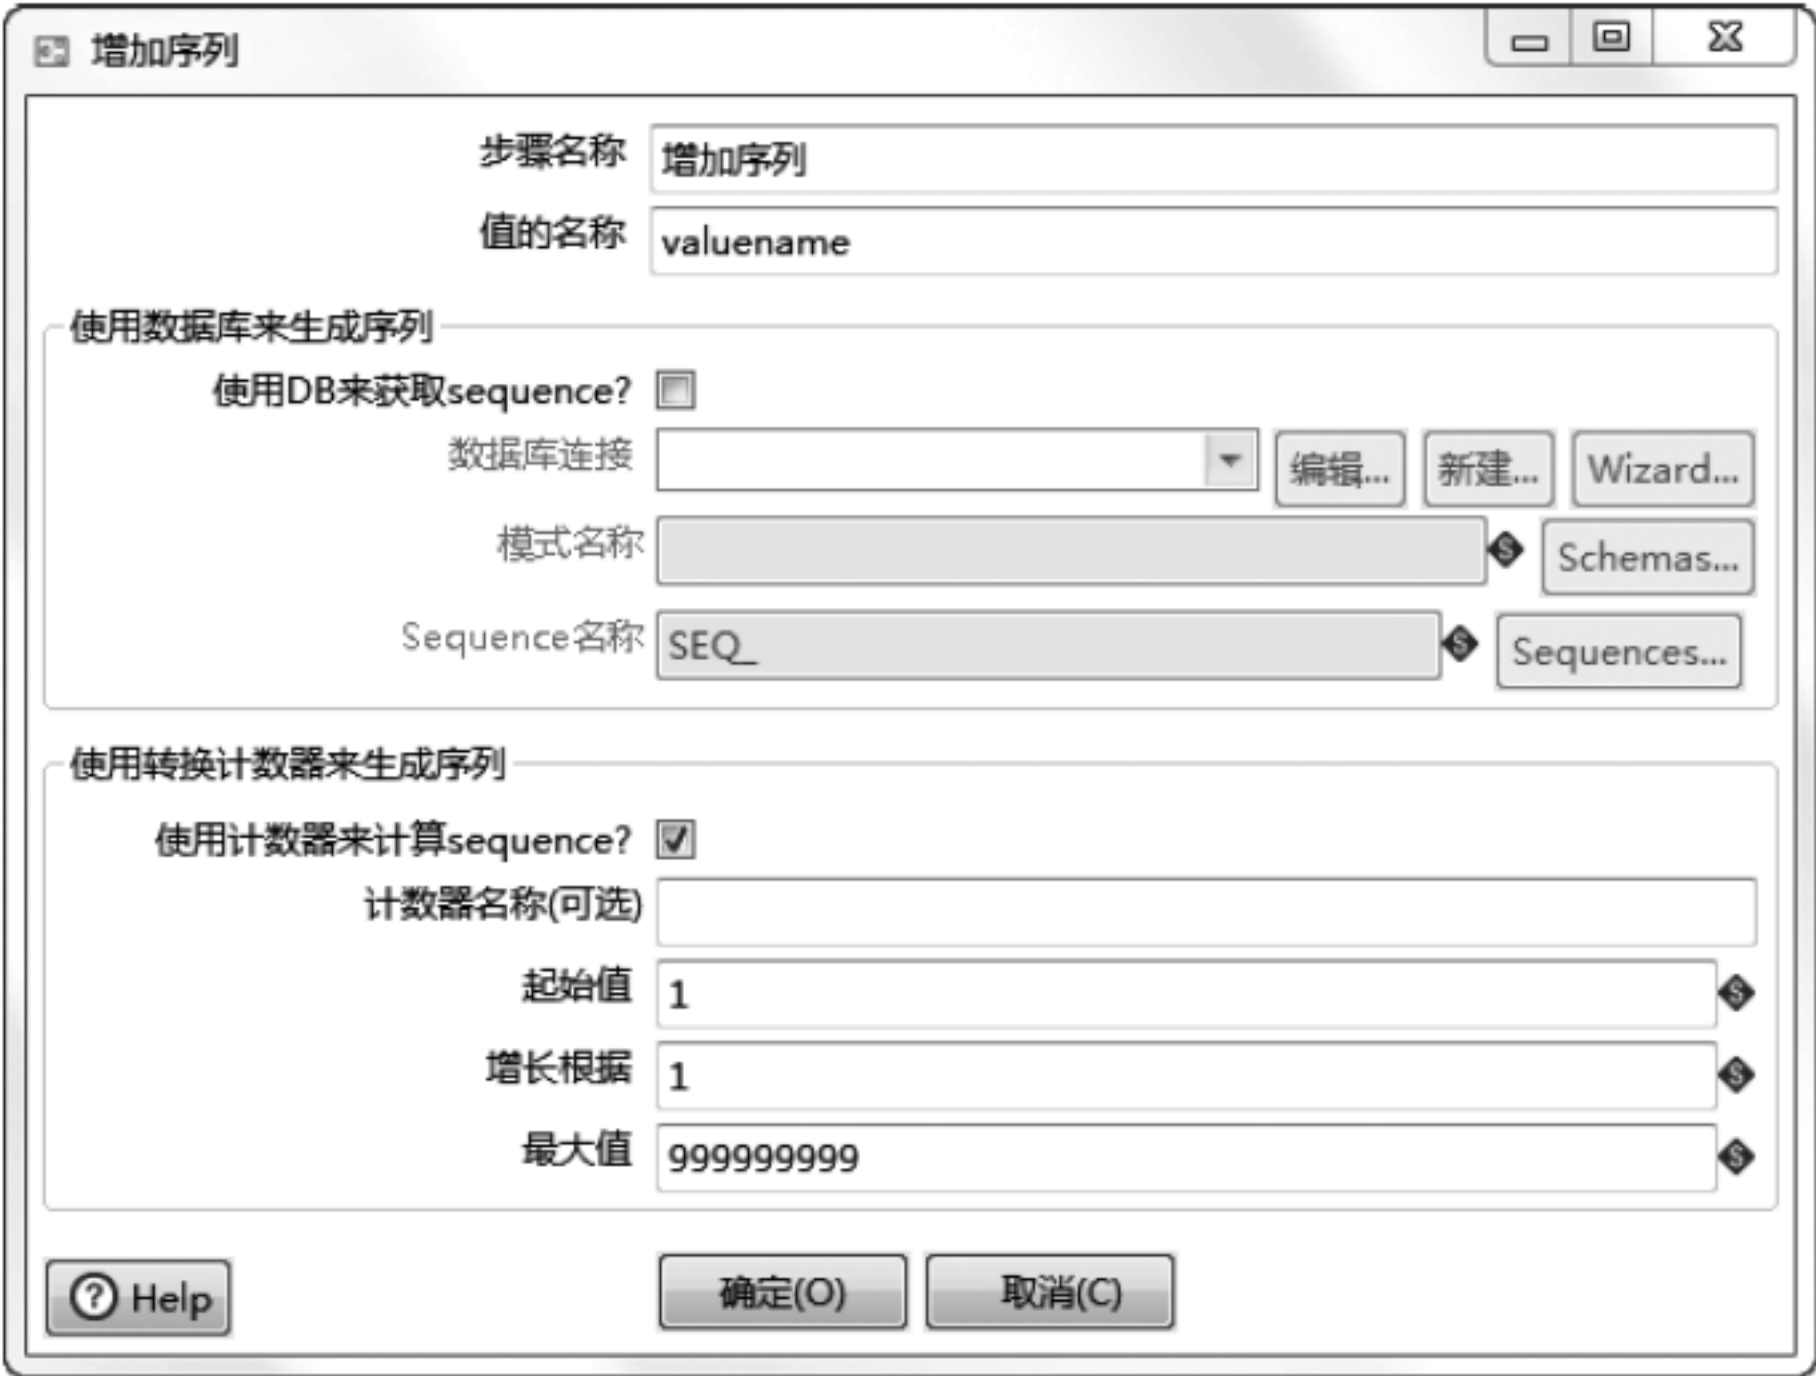 增加序列
步骤名称 增加序列
值的名称 valuename
使用数据库来生成序列
使用DB来获取sequence?
数据库连接 编辑... 新建... Wizard...
模式名称 Schemas...
Sequence名称 SEQ_ Sequences...
使用转换计数器来生成序列
使用计数器来计算sequence?
计数器名称(可选)
起始值 1
增长根据 1
最大值 999999999
Help 确定(O) 取消(C)